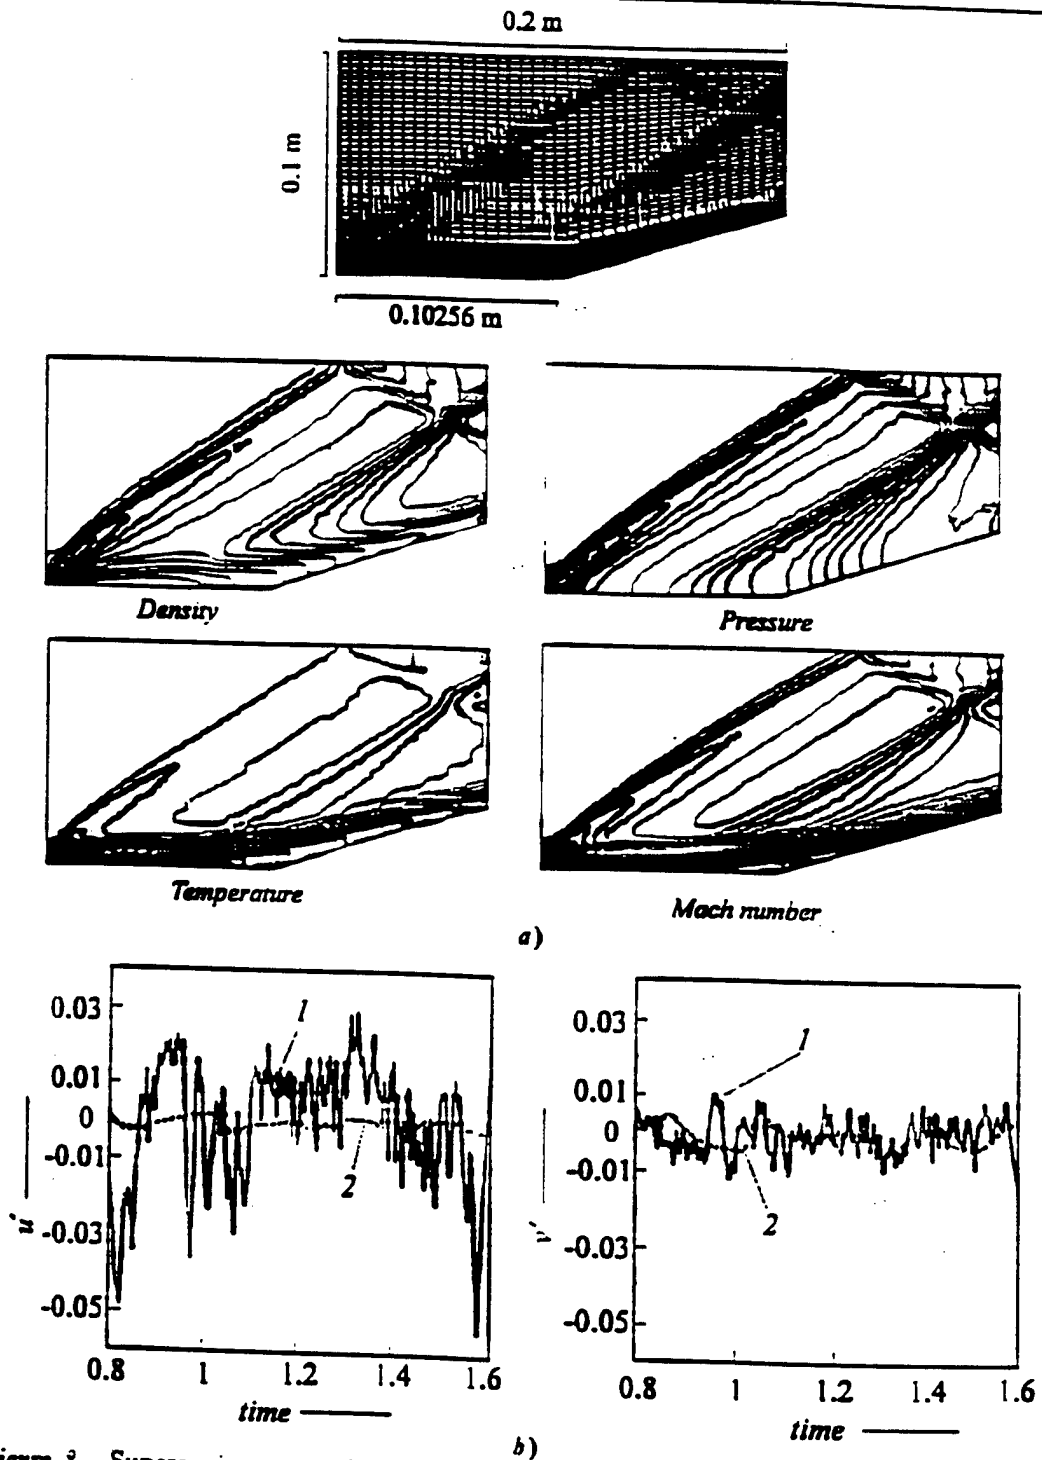 0.2 m
0.1 m
0.10256 m
Density
Pressure
Temperature
Mach number
a)
0.03
0.01
0
-0.01
-0.03
-0.05
u'
1
2
0.8 1 1.2 1.4 1.6
time
0.03
0.01
0
-0.01
-0.03
-0.05
v'
1
2
0.8 1 1.2 1.4 1.6
time
b)